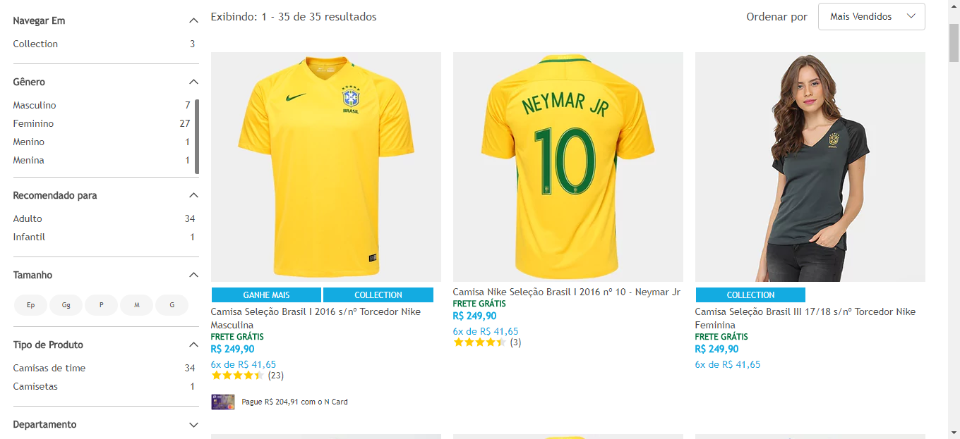 Navegar Em
Collection 3
Gênero
Masculino 7
Feminino 27
Menino 1
Menina 1
Recomendado para
Adulto 34
Infantil 1
Tamanho
Ep Gg P M G
Tipo de Produto
Camisas de time 34
Camisetas 1
Departamento
Exibindo: 1 - 35 de 35 resultados
Ordenar por Mais Vendidos
BRASIL
GANHE MAIS COLLECTION
Camisa Seleção Brasil I 2016 s/nº Torcedor Nike
Masculina
FRETE GRÁTIS
R$ 249,90
6x de R$ 41,65
(23)
Pague R$ 204,91 com o N Card
NEYMAR JR
10
Camisa Nike Seleção Brasil I 2016 nº 10 - Neymar Jr
FRETE GRÁTIS
R$ 249,90
6x de R$ 41,65
(3)
COLLECTION
Camisa Seleção Brasil III 17/18 s/nº Torcedor Nike
Feminina
FRETE GRÁTIS
R$ 249,90
6x de R$ 41,65